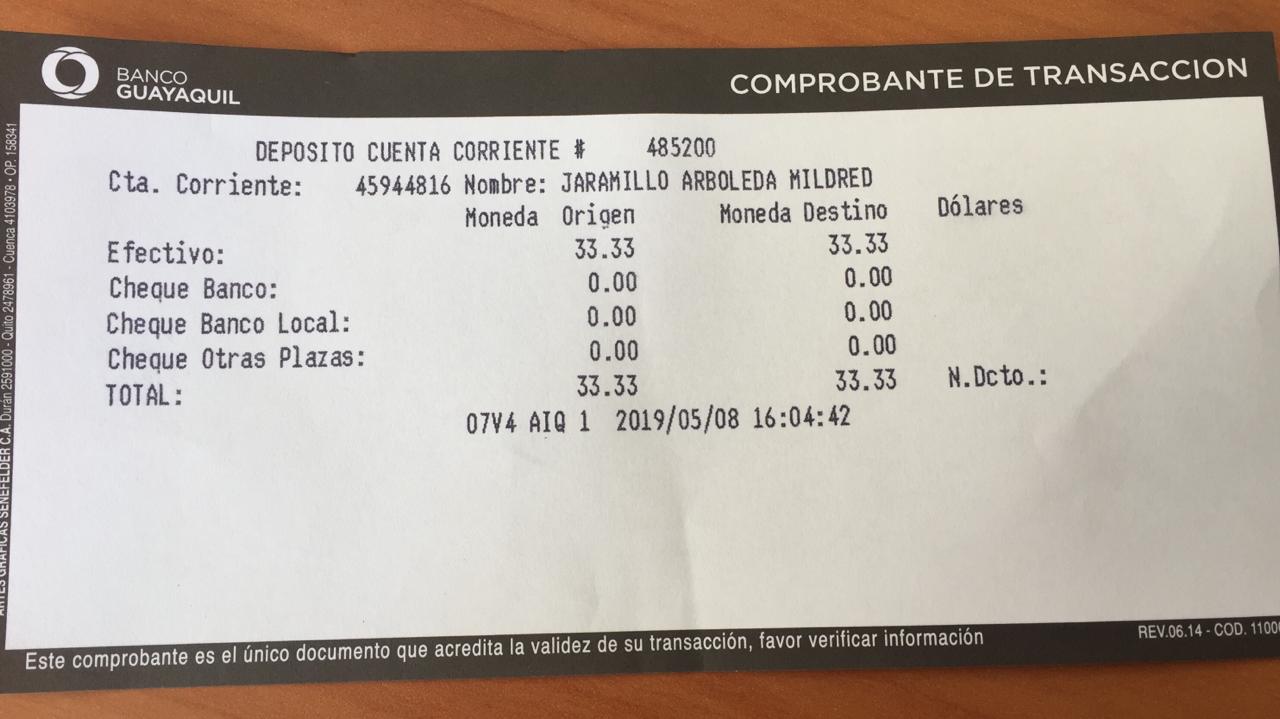 BANCO
GUAYAQUIL
COMPROBANTE DE TRANSACCION
DEPOSITO CUENTA CORRIENTE # 485200
Cta. Corriente: 45944816 Nombre: JARAMILLO ARBOLEDA MILDRED
Moneda Origen Moneda Destino Dólares
Efectivo: 33.33 33.33
Cheque Banco: 0.00 0.00
Cheque Banco Local: 0.00 0.00
Cheque Otras Plazas: 0.00 0.00
TOTAL: 33.33 33.33 N.Dcto.:
07V4 AIQ 1 2019/05/08 16:04:42
Este comprobante es el único documento que acredita la validez de su transacción, favor verificar información
REV.06.14 - COD. 11000
ARTES GRAFICAS SENEFELDER C.A. Durán 2591000 - Quito 2478961 - Cuenca 4103978 • OP. 158341